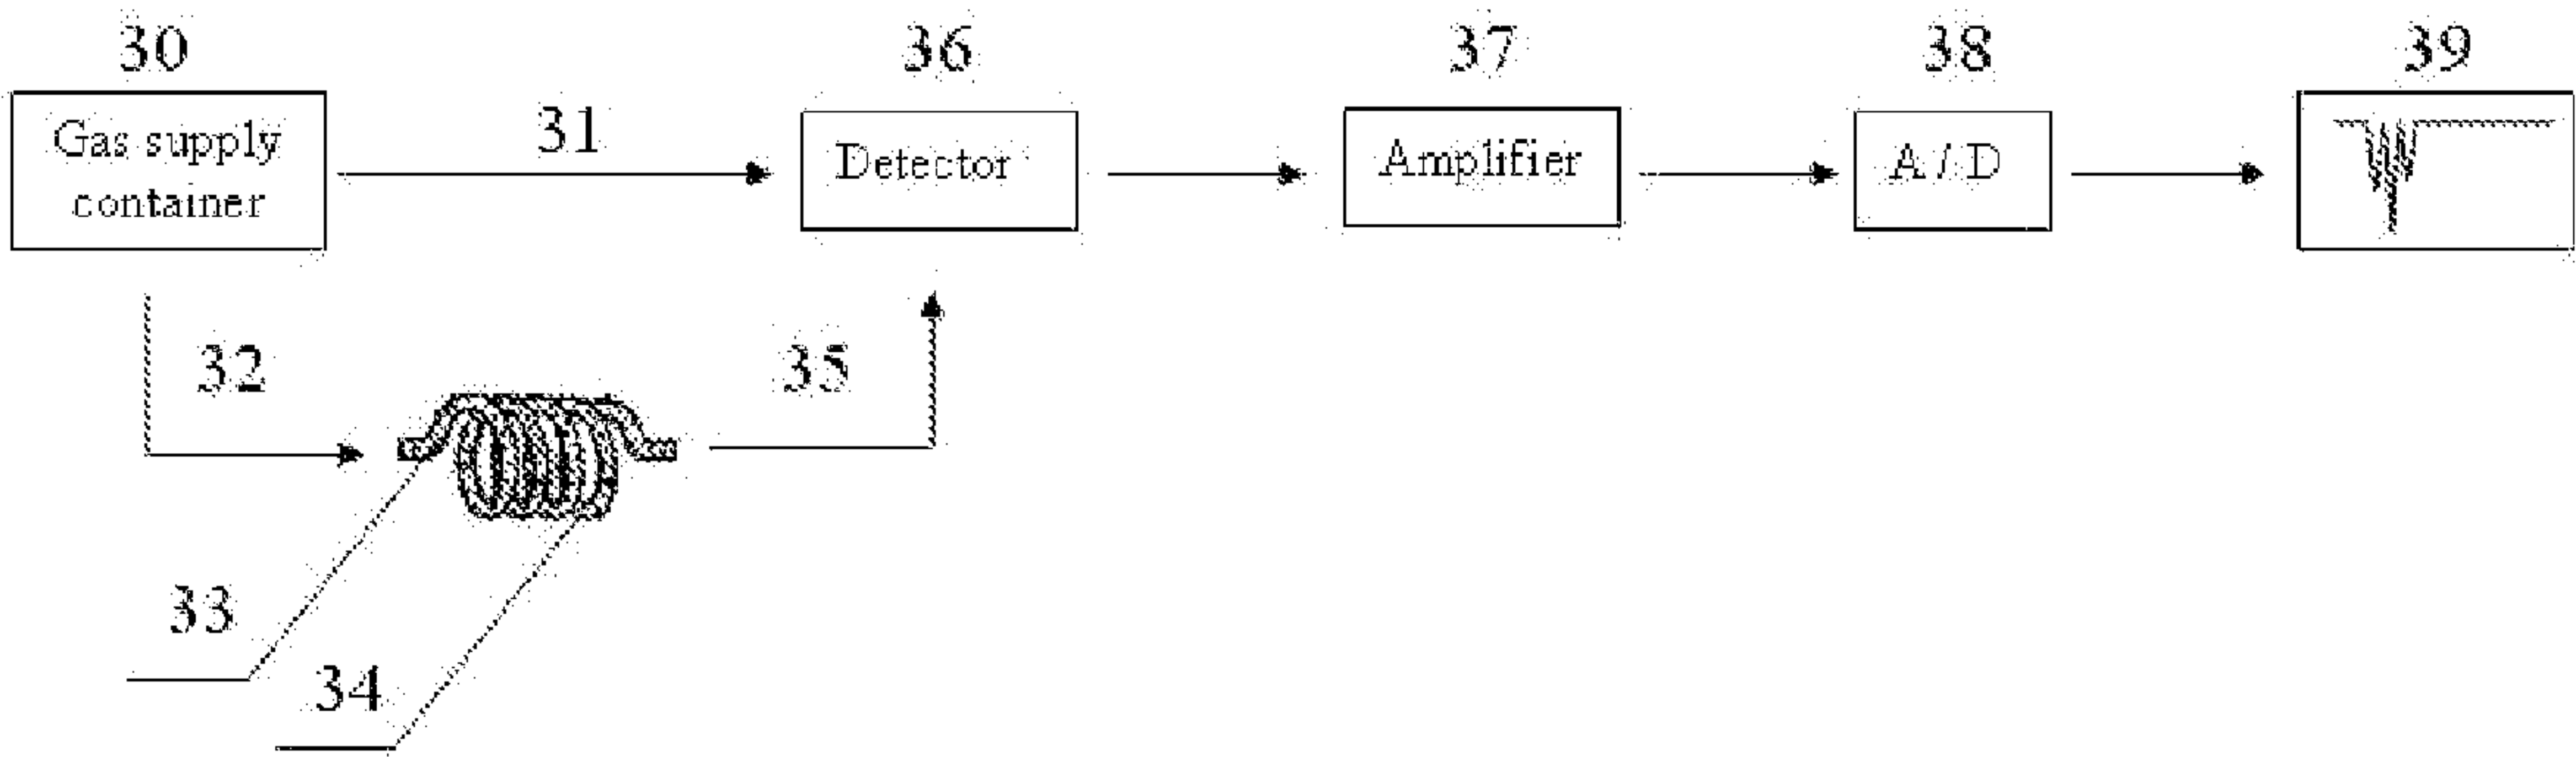 30
36
37
38
39
Gas supply
container
31
Detector
Amplifier
A / D
32
35
33
34